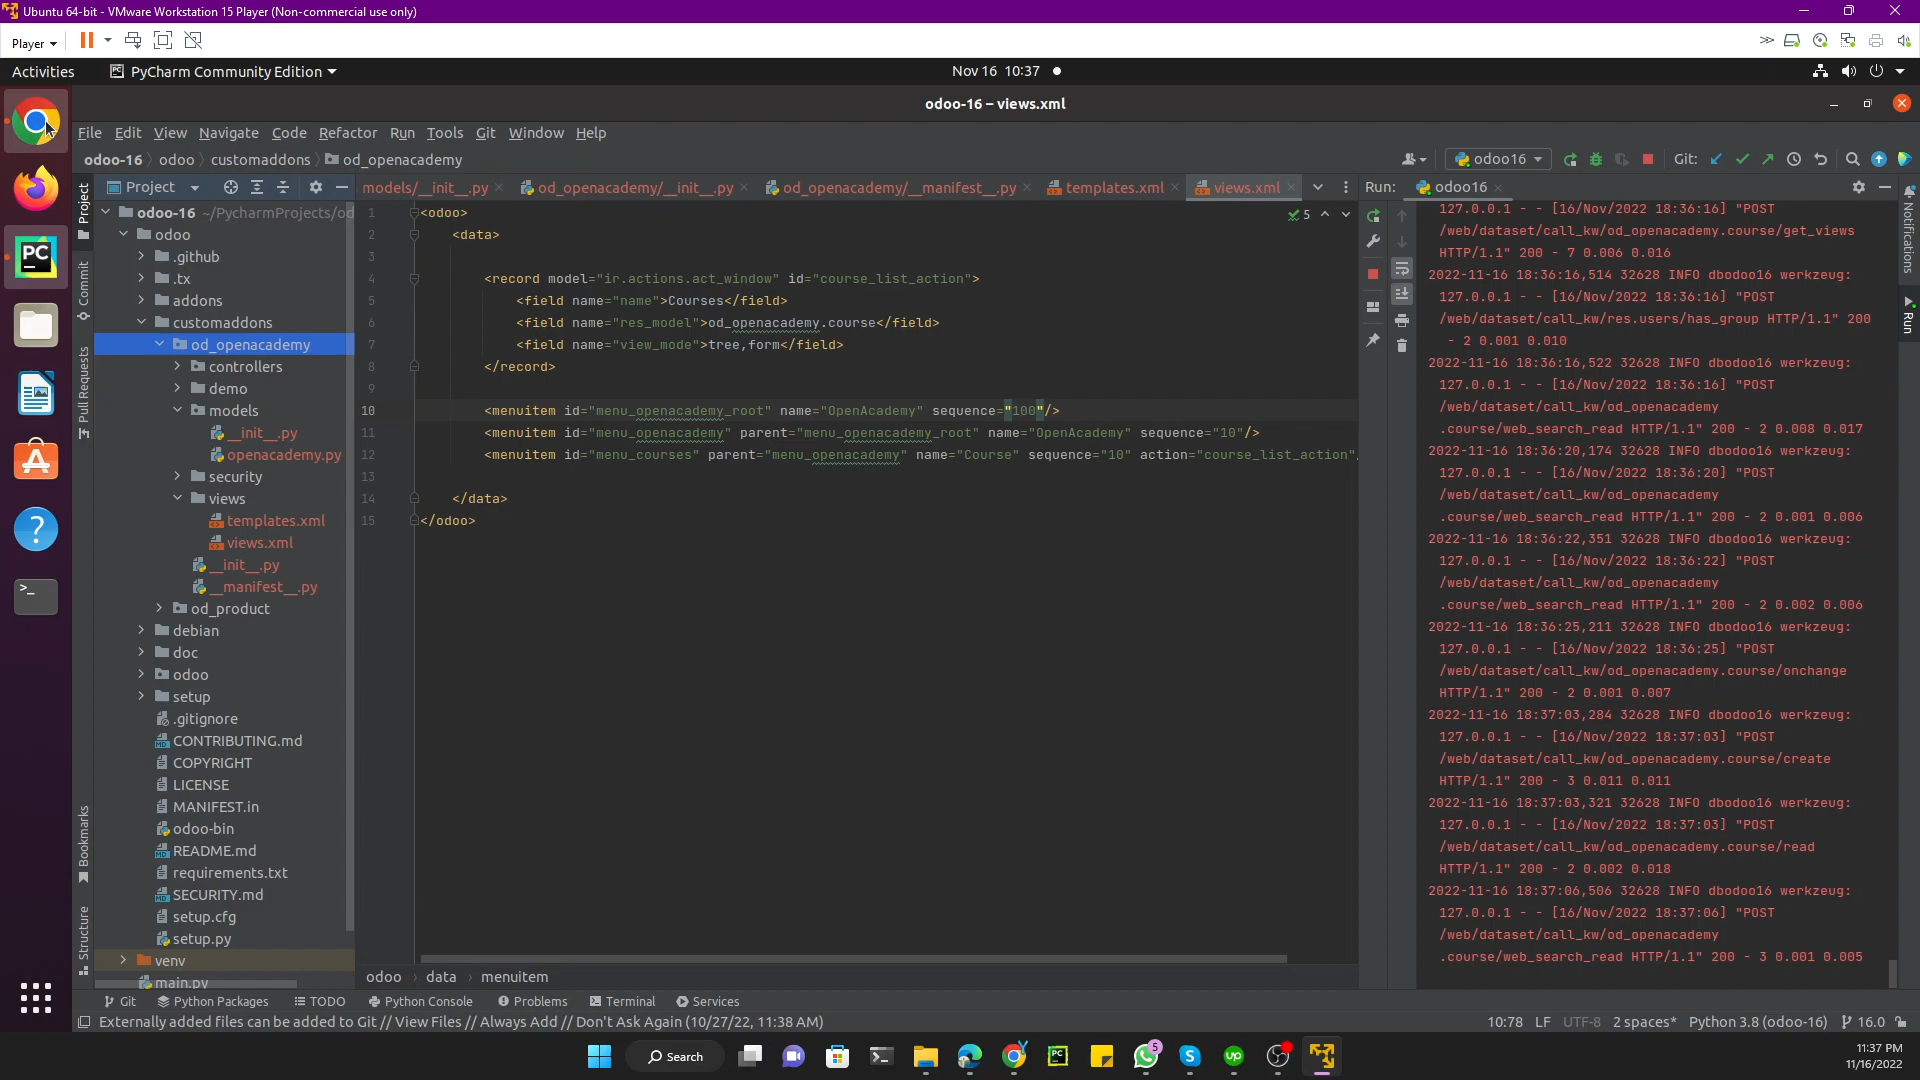 Ubuntu 64-bit - VMware Workstation 15 Player (Non-commercial use only)
Player
Activities
PyCharm Community Edition
Nov 16 10:37
odoo-16 – views.xml
File Edit View Navigate Code Refactor Run Tools Git Window Help
odoo-16 odoo customaddons od_openacademy
odoo16
Git:
Project
models/__init__.py
od_openacademy/__init__.py
od_openacademy/__manifest__.py
templates.xml
views.xml
Run:
odoo16
Project
Commit
Pull Requests
Bookmarks
Structure
Notifications
Run
odoo-16 ~/PycharmProjects/od
odoo
.github
.tx
addons
customaddons
od_openacademy
controllers
demo
models
__init__.py
openacademy.py
security
views
templates.xml
views.xml
__init__.py
__manifest__.py
od_product
debian
doc
odoo
setup
.gitignore
CONTRIBUTING.md
COPYRIGHT
LICENSE
MANIFEST.in
odoo-bin
README.md
requirements.txt
SECURITY.md
setup.cfg
setup.py
venv
main.py
5
1 <odoo>
2 <data>
3
4 <record model="ir.actions.act_window" id="course_list_action">
5 <field name="name">Courses</field>
6 <field name="res_model">od_openacademy.course</field>
7 <field name="view_mode">tree,form</field>
8 </record>
9
10 <menuitem id="menu_openacademy_root" name="OpenAcademy" sequence="100"/>
11 <menuitem id="menu_openacademy" parent="menu_openacademy_root" name="OpenAcademy" sequence="10"/>
12 <menuitem id="menu_courses" parent="menu_openacademy" name="Course" sequence="10" action="course_list_action"
13
14 </data>
15 </odoo>
127.0.0.1 - - [16/Nov/2022 18:36:16] "POST
/web/dataset/call_kw/od_openacademy.course/get_views
HTTP/1.1" 200 - 7 0.006 0.016
2022-11-16 18:36:16,514 32628 INFO dbodoo16 werkzeug:
127.0.0.1 - - [16/Nov/2022 18:36:16] "POST
/web/dataset/call_kw/res.users/has_group HTTP/1.1" 200
- 2 0.001 0.010
2022-11-16 18:36:16,522 32628 INFO dbodoo16 werkzeug:
127.0.0.1 - - [16/Nov/2022 18:36:16] "POST
/web/dataset/call_kw/od_openacademy
.course/web_search_read HTTP/1.1" 200 - 2 0.008 0.017
2022-11-16 18:36:20,174 32628 INFO dbodoo16 werkzeug:
127.0.0.1 - - [16/Nov/2022 18:36:20] "POST
/web/dataset/call_kw/od_openacademy
.course/web_search_read HTTP/1.1" 200 - 2 0.001 0.006
2022-11-16 18:36:22,351 32628 INFO dbodoo16 werkzeug:
127.0.0.1 - - [16/Nov/2022 18:36:22] "POST
/web/dataset/call_kw/od_openacademy
.course/web_search_read HTTP/1.1" 200 - 2 0.002 0.006
2022-11-16 18:36:25,211 32628 INFO dbodoo16 werkzeug:
127.0.0.1 - - [16/Nov/2022 18:36:25] "POST
/web/dataset/call_kw/od_openacademy.course/onchange
HTTP/1.1" 200 - 2 0.001 0.007
2022-11-16 18:37:03,284 32628 INFO dbodoo16 werkzeug:
127.0.0.1 - - [16/Nov/2022 18:37:03] "POST
/web/dataset/call_kw/od_openacademy.course/create
HTTP/1.1" 200 - 3 0.011 0.011
2022-11-16 18:37:03,321 32628 INFO dbodoo16 werkzeug:
127.0.0.1 - - [16/Nov/2022 18:37:03] "POST
/web/dataset/call_kw/od_openacademy.course/read
HTTP/1.1" 200 - 2 0.002 0.018
2022-11-16 18:37:06,506 32628 INFO dbodoo16 werkzeug:
127.0.0.1 - - [16/Nov/2022 18:37:06] "POST
/web/dataset/call_kw/od_openacademy
.course/web_search_read HTTP/1.1" 200 - 3 0.001 0.005
odoo data menuitem
Git Python Packages TODO Python Console Problems Terminal Services
Externally added files can be added to Git // View Files // Always Add // Don't Ask Again (10/27/22, 11:38 AM)
10:78 LF UTF-8 2 spaces* Python 3.8 (odoo-16) 16.0
Search
5
11:37 PM
11/16/2022